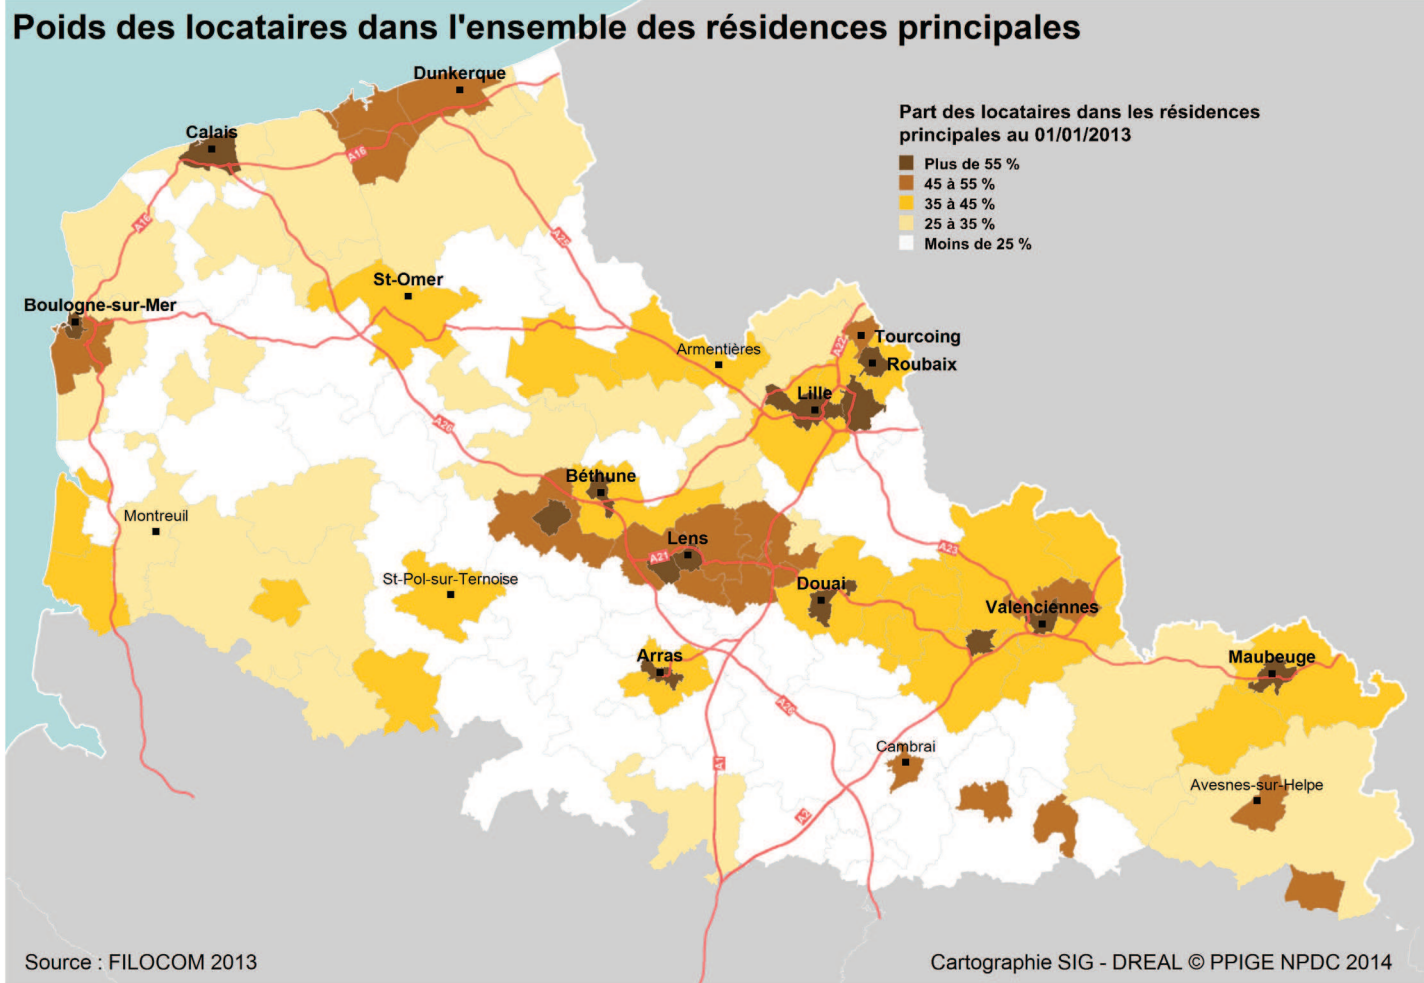 Poids des locataires dans l'ensemble des résidences principales
Dunkerque
Part des locataires dans les résidences
principales au 01/01/2013
Plus de 55 %
45 à 55 %
35 à 45 %
25 à 35 %
Moins de 25 %
Calais
A16
A16
A25
St-Omer
Boulogne-sur-Mer
Tourcoing
A22
Armentières
Roubaix
Lille
A26
Béthune
Montreuil
Lens
A21
A23
St-Pol-sur-Ternoise
Douai
Valenciennes
Arras
Maubeuge
A26
Cambrai
A1
Avesnes-sur-Helpe
A2
Source : FILOCOM 2013
Cartographie SIG - DREAL © PPIGE NPDC 2014